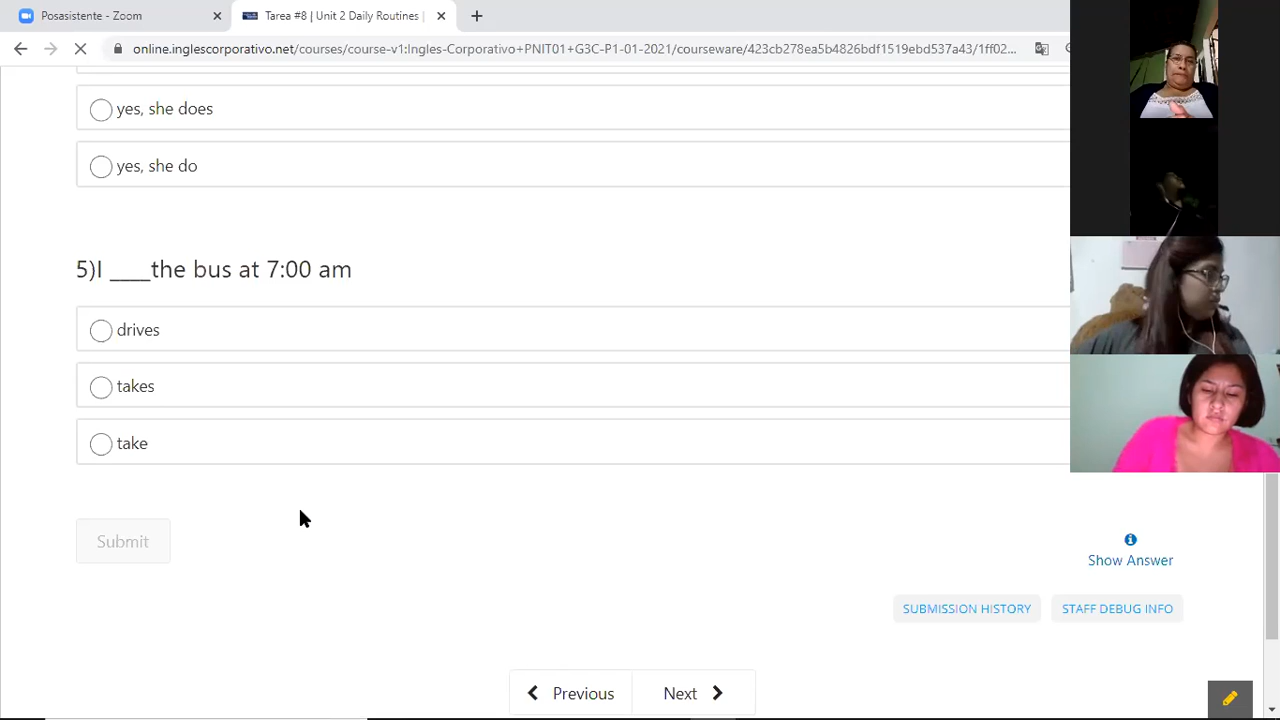 Posasistente - Zoom
Tarea #8 | Unit 2 Daily Routines |
online.inglescorporativo.net/courses/course-v1:Ingles-Corporativo+PNIT01+G3C-P1-01-2021/courseware/423cb278ea5b4826bdf1519ebd537a43/1ff02...
yes, she does
yes, she do
5)I ____the bus at 7:00 am
drives
takes
take
Submit
Show Answer
SUBMISSION HISTORY
STAFF DEBUG INFO
Previous
Next